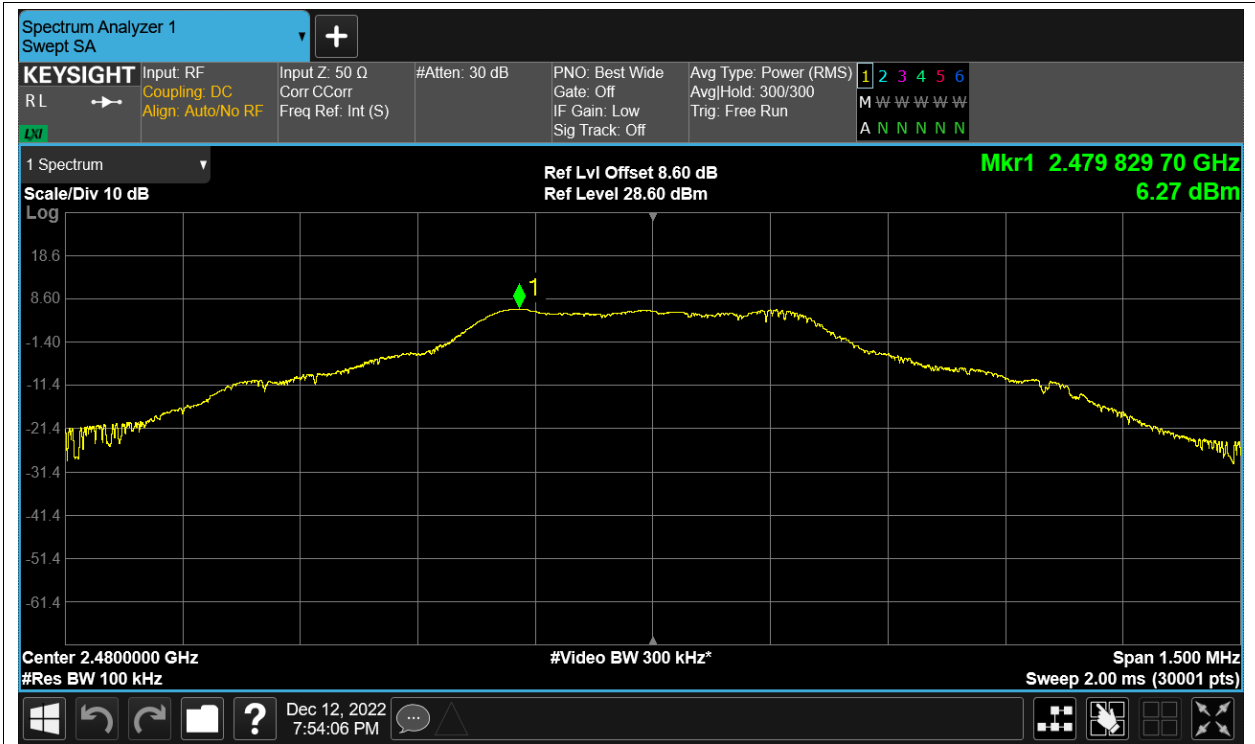 Spectrum Analyzer 1
Swept SA
KEYSIGHT
R L
LXI
Input: RF
Coupling: DC
Align: Auto/No RF
Input Z: 50 Ω
Corr CCorr
Freq Ref: Int (S)
#Atten: 30 dB
PNO: Best Wide
Gate: Off
IF Gain: Low
Sig Track: Off
Avg Type: Power (RMS)
Avg|Hold: 300/300
Trig: Free Run
1 2 3 4 5 6
M W W W W W W
A N N N N N
1 Spectrum
Scale/Div 10 dB
Log
Ref Lvl Offset 8.60 dB
Ref Level 28.60 dBm
Mkr1 2.479 829 70 GHz
6.27 dBm
1
18.6
8.60
-1.40
-11.4
-21.4
-31.4
-41.4
-51.4
-61.4
Center 2.4800000 GHz
#Res BW 100 kHz
#Video BW 300 kHz*
Span 1.500 MHz
Sweep 2.00 ms (30001 pts)
?
Dec 12, 2022
7:54:06 PM